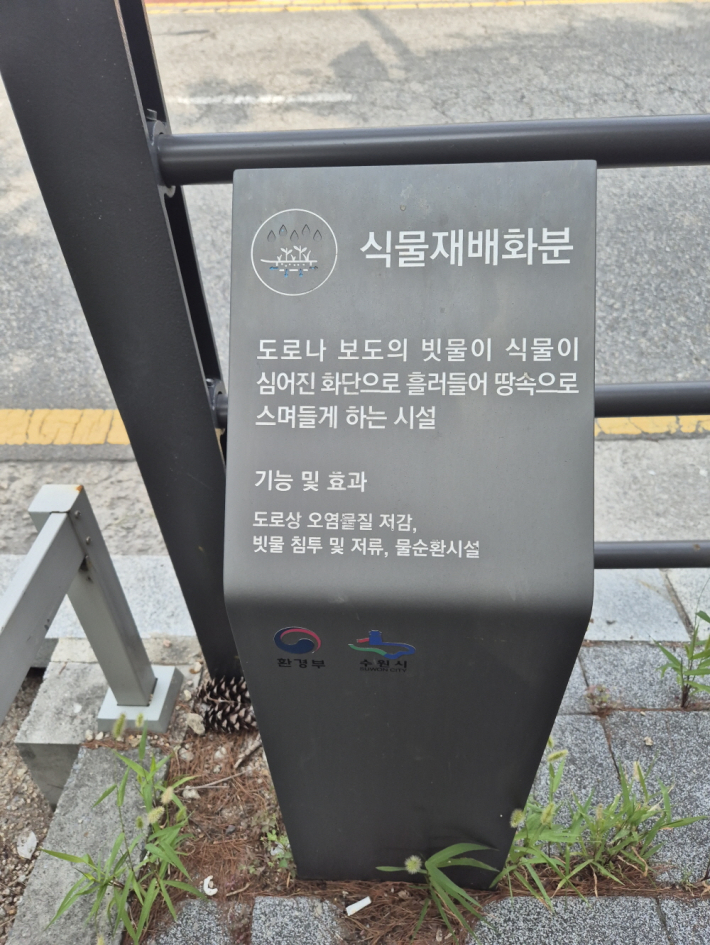 식물재배화분
도로나 보도의 빗물이 식물이
심어진 화단으로 흘러들어 땅속으로
스며들게 하는 시설
기능 및 효과
도로상 오염물질 저감,
빗물 침투 및 저류, 물순환시설
환경부
수원시
SUWON CITY